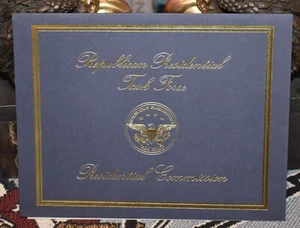 Republican Presidential
Task Force
Presidential Commission